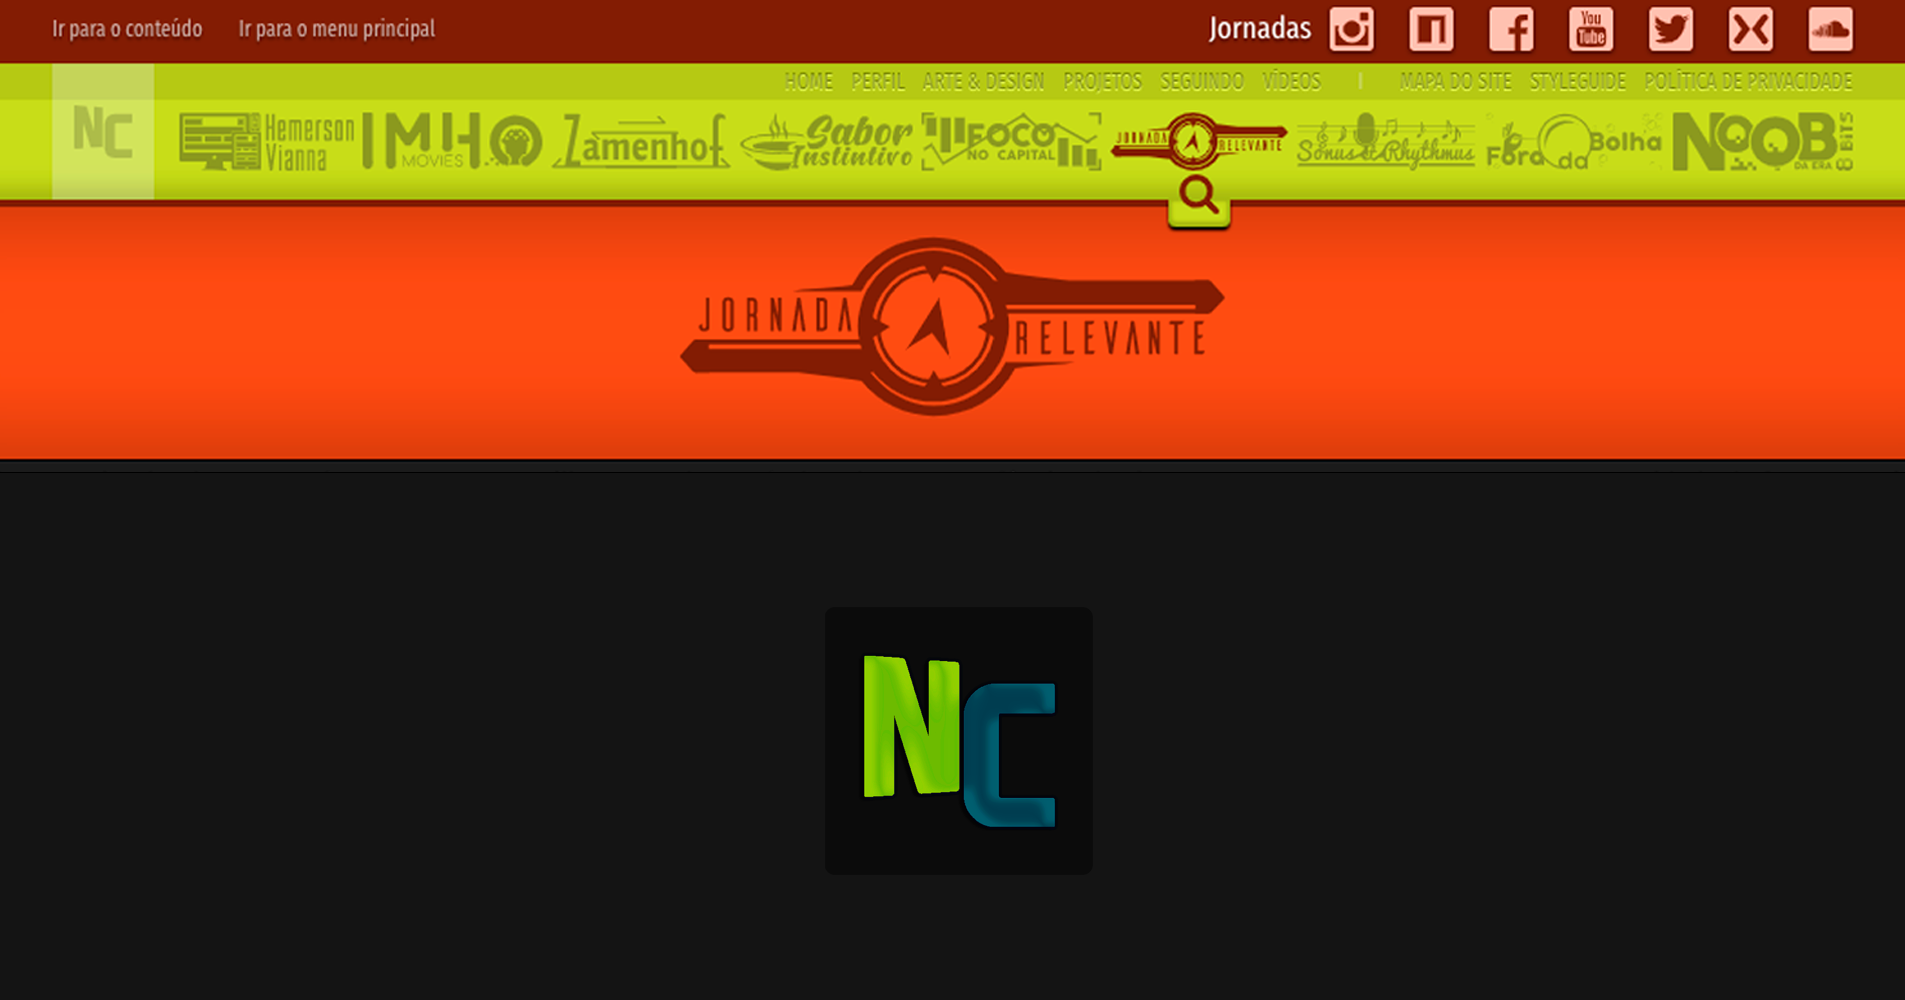 Ir para o conteúdo Ir para o menu principal Jornadas You Tube
HOME PERFIL ARTE & DESIGN PROJETOS SEGUINDO VÍDEOS | MAPA DO SITE STYLEGUIDE POLÍTICA DE PRIVACIDADE
NC
Hemerson Vianna
IMHO MOVIES
Zamenhof
Sabor Instintivo
FOCO NO CAPITAL
JORNADA RELEVANTE
Sonus et Rhythmus
Fora da Bolha
NOOB DA ERA 8 BITS
JORNADA RELEVANTE
NC